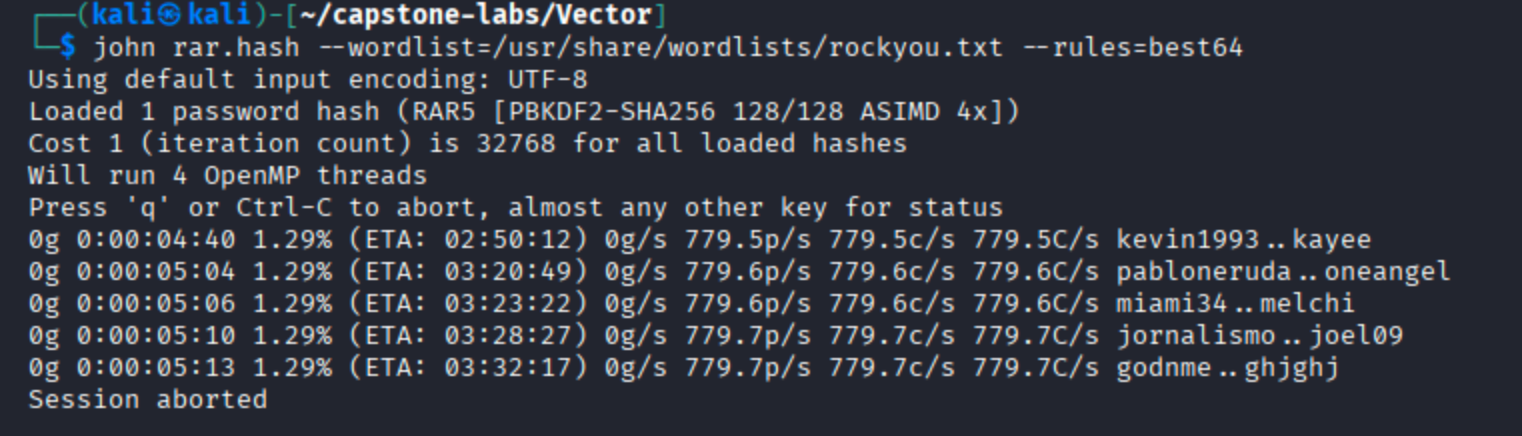 ┌──(kali㉿kali)-[~/capstone-labs/Vector]
└─$ john rar.hash --wordlist=/usr/share/wordlists/rockyou.txt --rules=best64
Using default input encoding: UTF-8
Loaded 1 password hash (RAR5 [PBKDF2-SHA256 128/128 ASIMD 4x])
Cost 1 (iteration count) is 32768 for all loaded hashes
Will run 4 OpenMP threads
Press 'q' or Ctrl-C to abort, almost any other key for status
0g 0:00:04:40 1.29% (ETA: 02:50:12) 0g/s 779.5p/s 779.5c/s 779.5C/s kevin1993..kayee
0g 0:00:05:04 1.29% (ETA: 03:20:49) 0g/s 779.6p/s 779.6c/s 779.6C/s pabloneruda..oneangel
0g 0:00:05:06 1.29% (ETA: 03:23:22) 0g/s 779.6p/s 779.6c/s 779.6C/s miami34..melchi
0g 0:00:05:10 1.29% (ETA: 03:28:27) 0g/s 779.7p/s 779.7c/s 779.7C/s jornalismo..joel09
0g 0:00:05:13 1.29% (ETA: 03:32:17) 0g/s 779.7p/s 779.7c/s 779.7C/s godnme..ghjghj
Session aborted